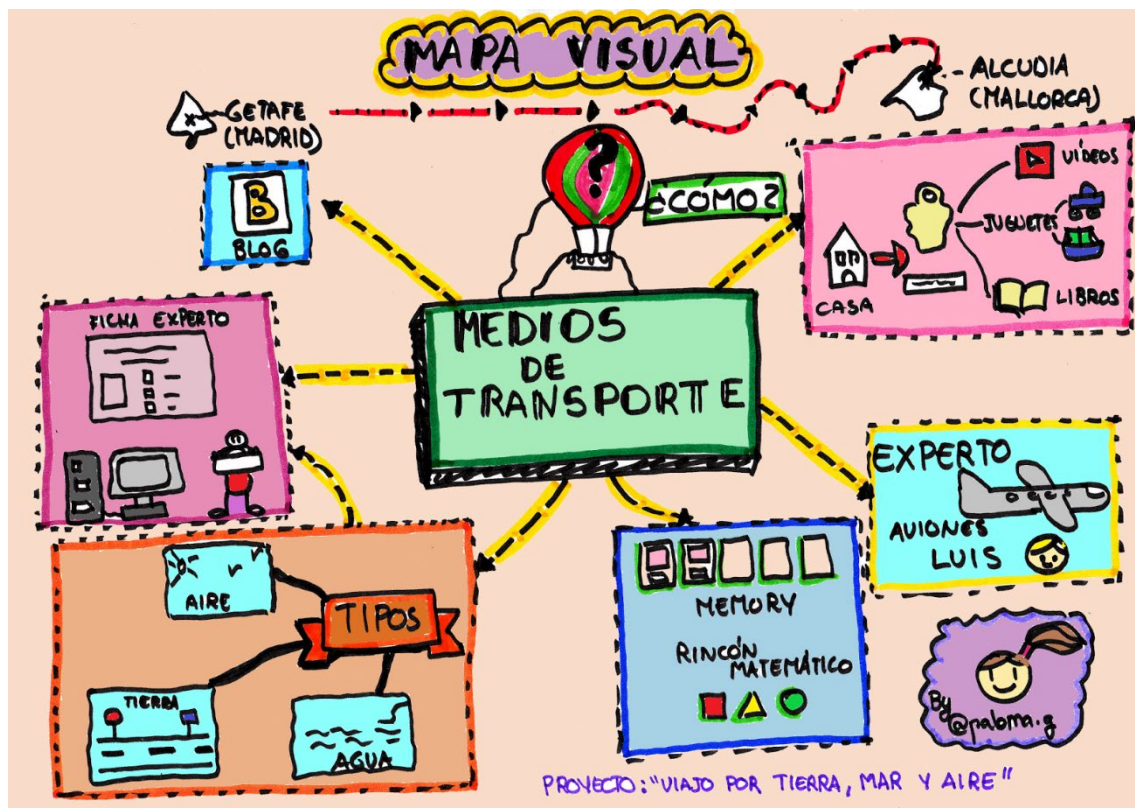 MAPA VISUAL
GETAFE
(MADRID)
ALCUDIA
(MALLORCA)
?
¿CÓMO?
B
BLOG
VÍDEOS
JUGUETES
CASA
LIBROS
FICHA EXPERTO
MEDIOS
DE
TRANSPORTE
EXPERTO
AVIONES
LUIS
AIRE
TIPOS
TIERRA
AGUA
MEMORY
RINCÓN
MATEMÁTICO
By
@paloma.g
PROYECTO: "VIAJO POR TIERRA, MAR Y AIRE"